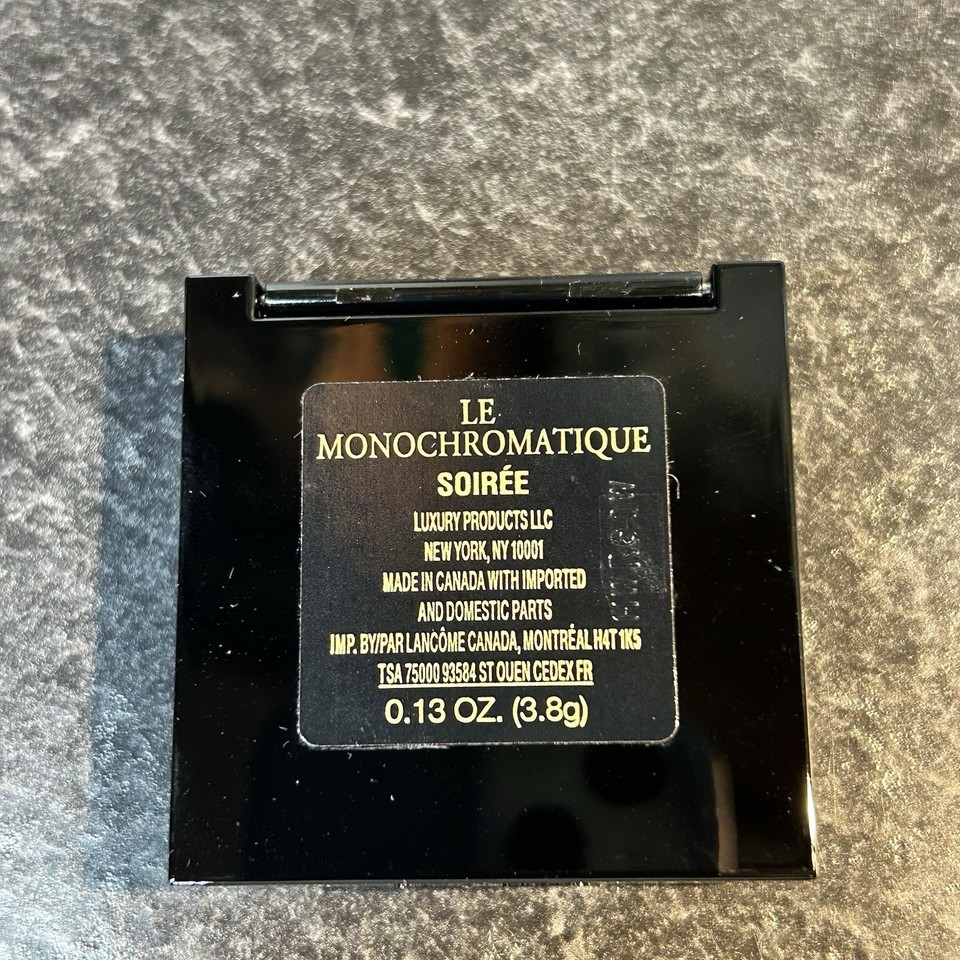 LE
MONOCHROMATIQUE
SOIRÉE
LUXURY PRODUCTS LLC
NEW YORK, NY 10001
MADE IN CANADA WITH IMPORTED
AND DOMESTIC PARTS
IMP. BY/PAR LANCÔME CANADA, MONTRÉAL H4T 1K5
TSA 75000 93584 ST OUEN CEDEX FR
0.13 OZ. (3.8g)